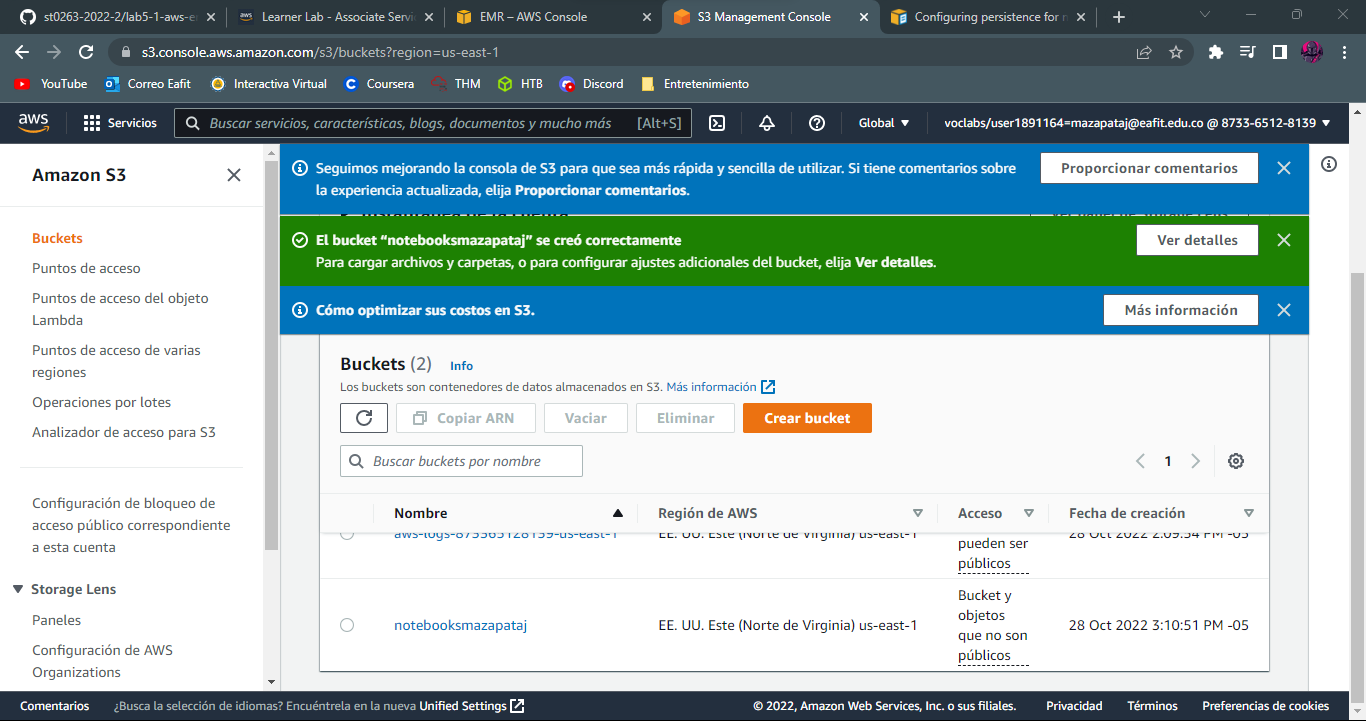 st0263-2022-2/lab5-1-aws-e
Learner Lab - Associate Servi
EMR – AWS Console
S3 Management Console
Configuring persistence for n
s3.console.aws.amazon.com/s3/buckets?region=us-east-1
YouTube
Correo Eafit
Interactiva Virtual
Coursera
THM
HTB
Discord
Entretenimiento
aws
Servicios
Buscar servicios, características, blogs, documentos y mucho más
[Alt+S]
Global
voclabs/user1891164=mazapataj@eafit.edu.co @ 8733-6512-8139
Amazon S3
Buckets
Puntos de acceso
Puntos de acceso del objeto
Lambda
Puntos de acceso de varias
regiones
Operaciones por lotes
Analizador de acceso para S3
Configuración de bloqueo de
acceso público correspondiente
a esta cuenta
Storage Lens
Paneles
Configuración de AWS
Organizations
Seguimos mejorando la consola de S3 para que sea más rápida y sencilla de utilizar. Si tiene comentarios sobre
la experiencia actualizada, elija Proporcionar comentarios.
Proporcionar comentarios
El bucket “notebooksmazapataj” se creó correctamente
Para cargar archivos y carpetas, o para configurar ajustes adicionales del bucket, elija Ver detalles.
Ver detalles
Cómo optimizar sus costos en S3.
Más información
Buckets (2)
Info
Los buckets son contenedores de datos almacenados en S3. Más información
Copiar ARN
Vaciar
Eliminar
Crear bucket
Buscar buckets por nombre
1
Nombre
Región de AWS
Acceso
Fecha de creación
aws-logs-873365128139-us-east-1
EE. UU. Este (Norte de Virginia) us-east-1
pueden ser
públicos
28 Oct 2022 2:09:54 PM -05
notebooksmazapataj
EE. UU. Este (Norte de Virginia) us-east-1
Bucket y
objetos
que no son
públicos
28 Oct 2022 3:10:51 PM -05
Comentarios
¿Busca la selección de idiomas? Encuéntrela en la nueva Unified Settings
© 2022, Amazon Web Services, Inc. o sus filiales.
Privacidad
Términos
Preferencias de cookies